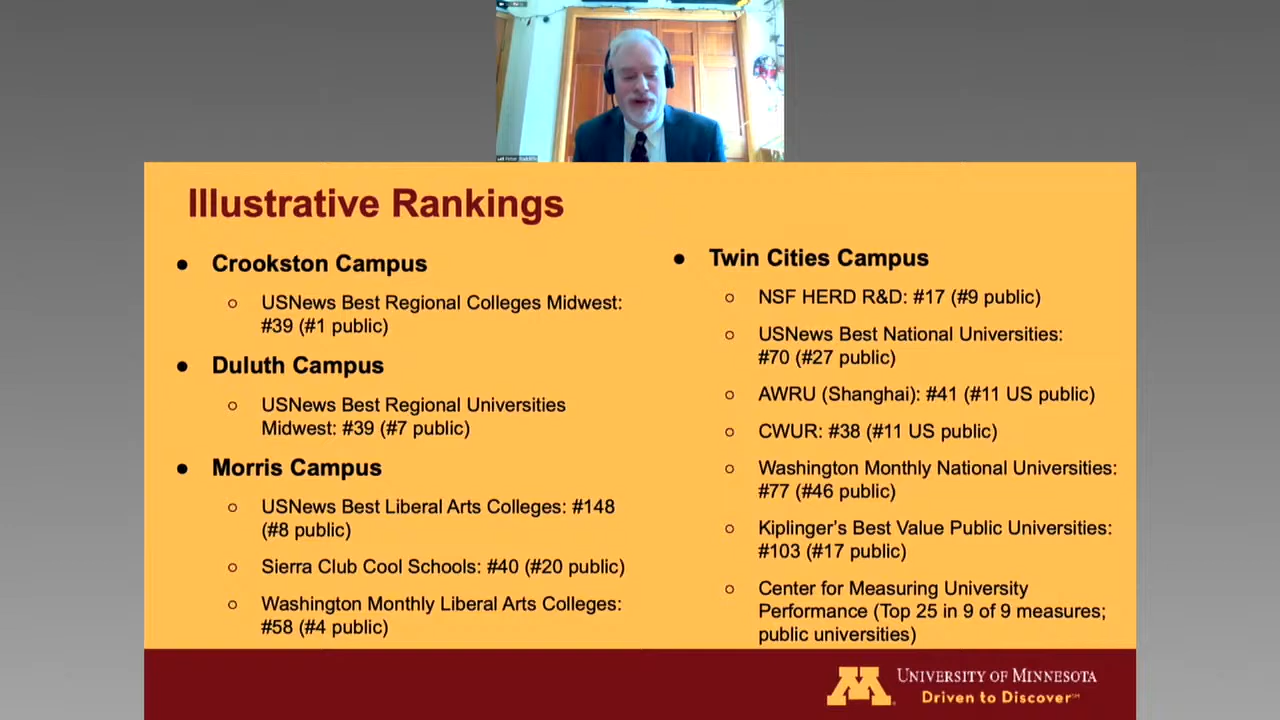 Illustrative Rankings
● Crookston Campus
○ USNews Best Regional Colleges Midwest:
#39 (#1 public)
● Duluth Campus
○ USNews Best Regional Universities
Midwest: #39 (#7 public)
● Morris Campus
○ USNews Best Liberal Arts Colleges: #148
(#8 public)
○ Sierra Club Cool Schools: #40 (#20 public)
○ Washington Monthly Liberal Arts Colleges:
#58 (#4 public)
● Twin Cities Campus
○ NSF HERD R&D: #17 (#9 public)
○ USNews Best National Universities:
#70 (#27 public)
○ AWRU (Shanghai): #41 (#11 US public)
○ CWUR: #38 (#11 US public)
○ Washington Monthly National Universities:
#77 (#46 public)
○ Kiplinger's Best Value Public Universities:
#103 (#17 public)
○ Center for Measuring University
Performance (Top 25 in 9 of 9 measures;
public universities)
M
UNIVERSITY OF MINNESOTA
Driven to Discover℠